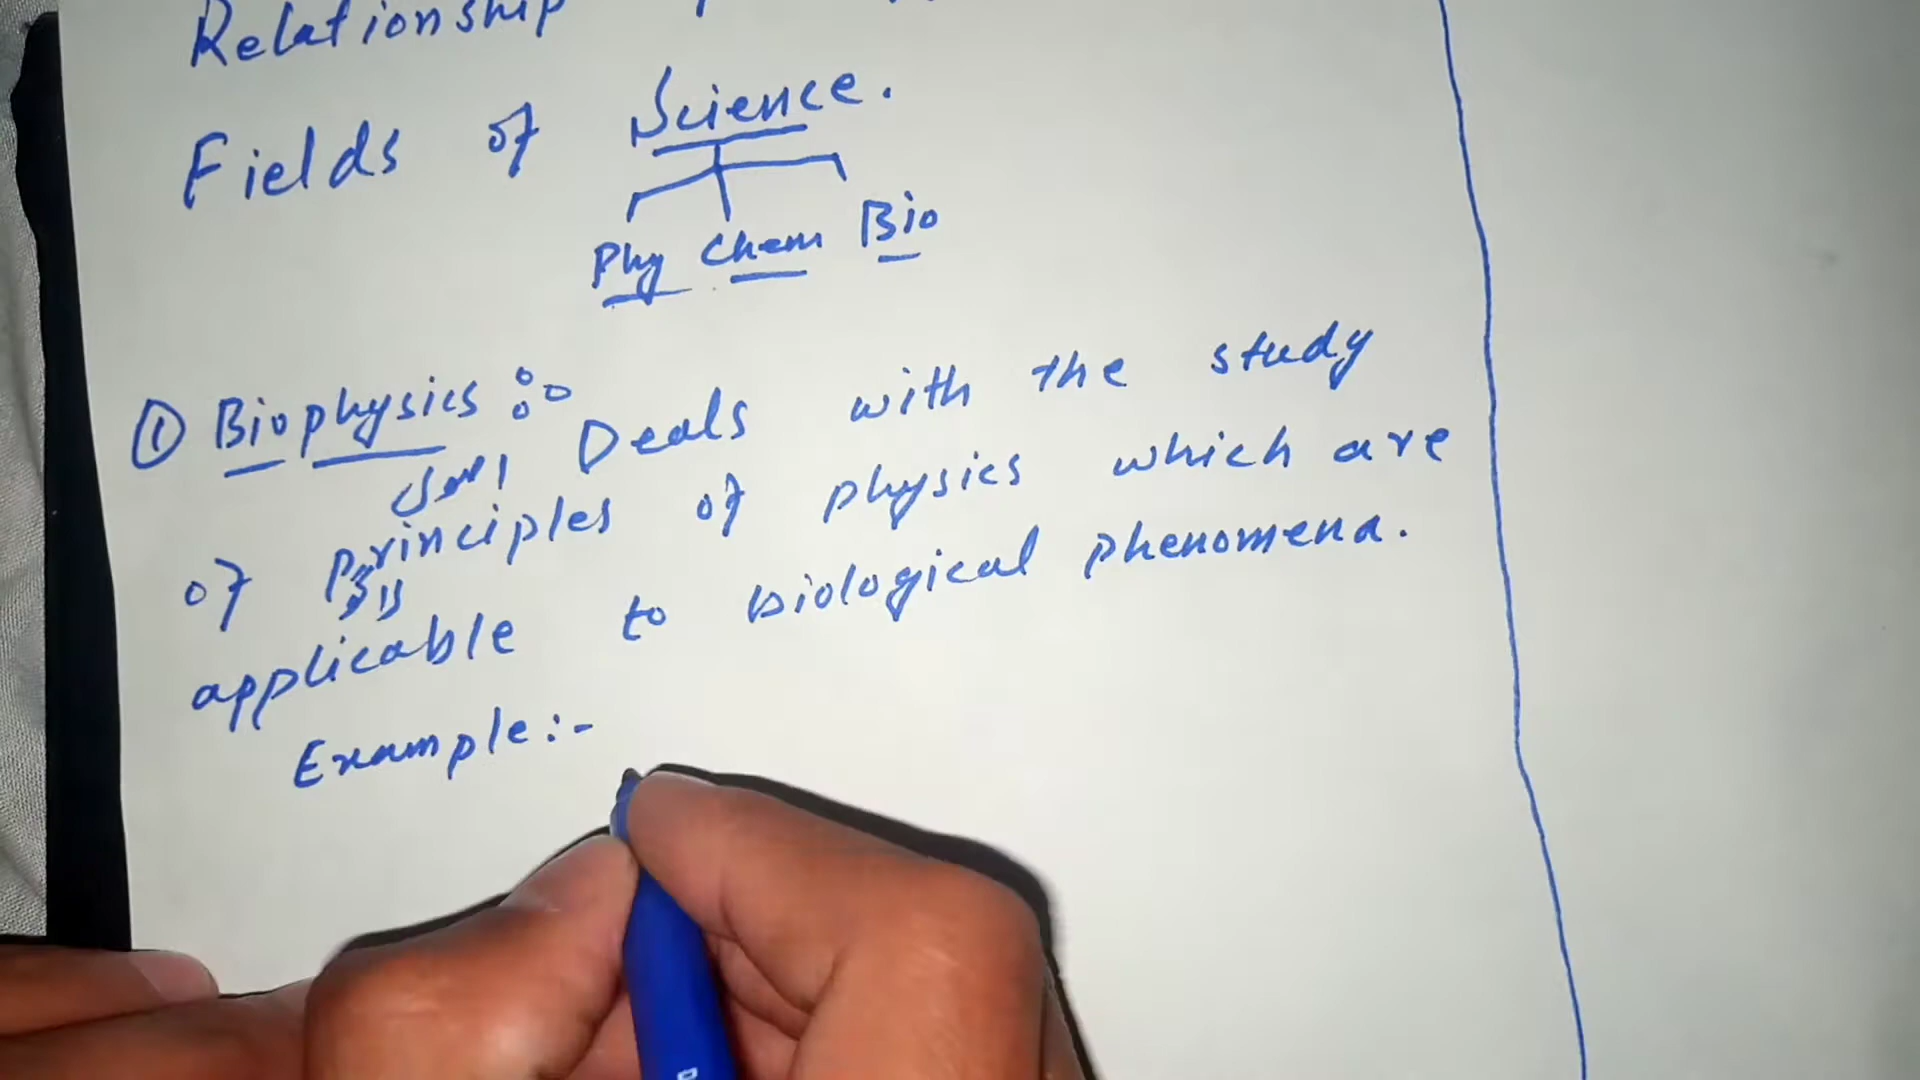 Relationship
Fields of Science.
Phy Chem Bio
① Biophysics :- Deals with the study
of principles of physics which are
applicable to biological phenomena.
Example:-